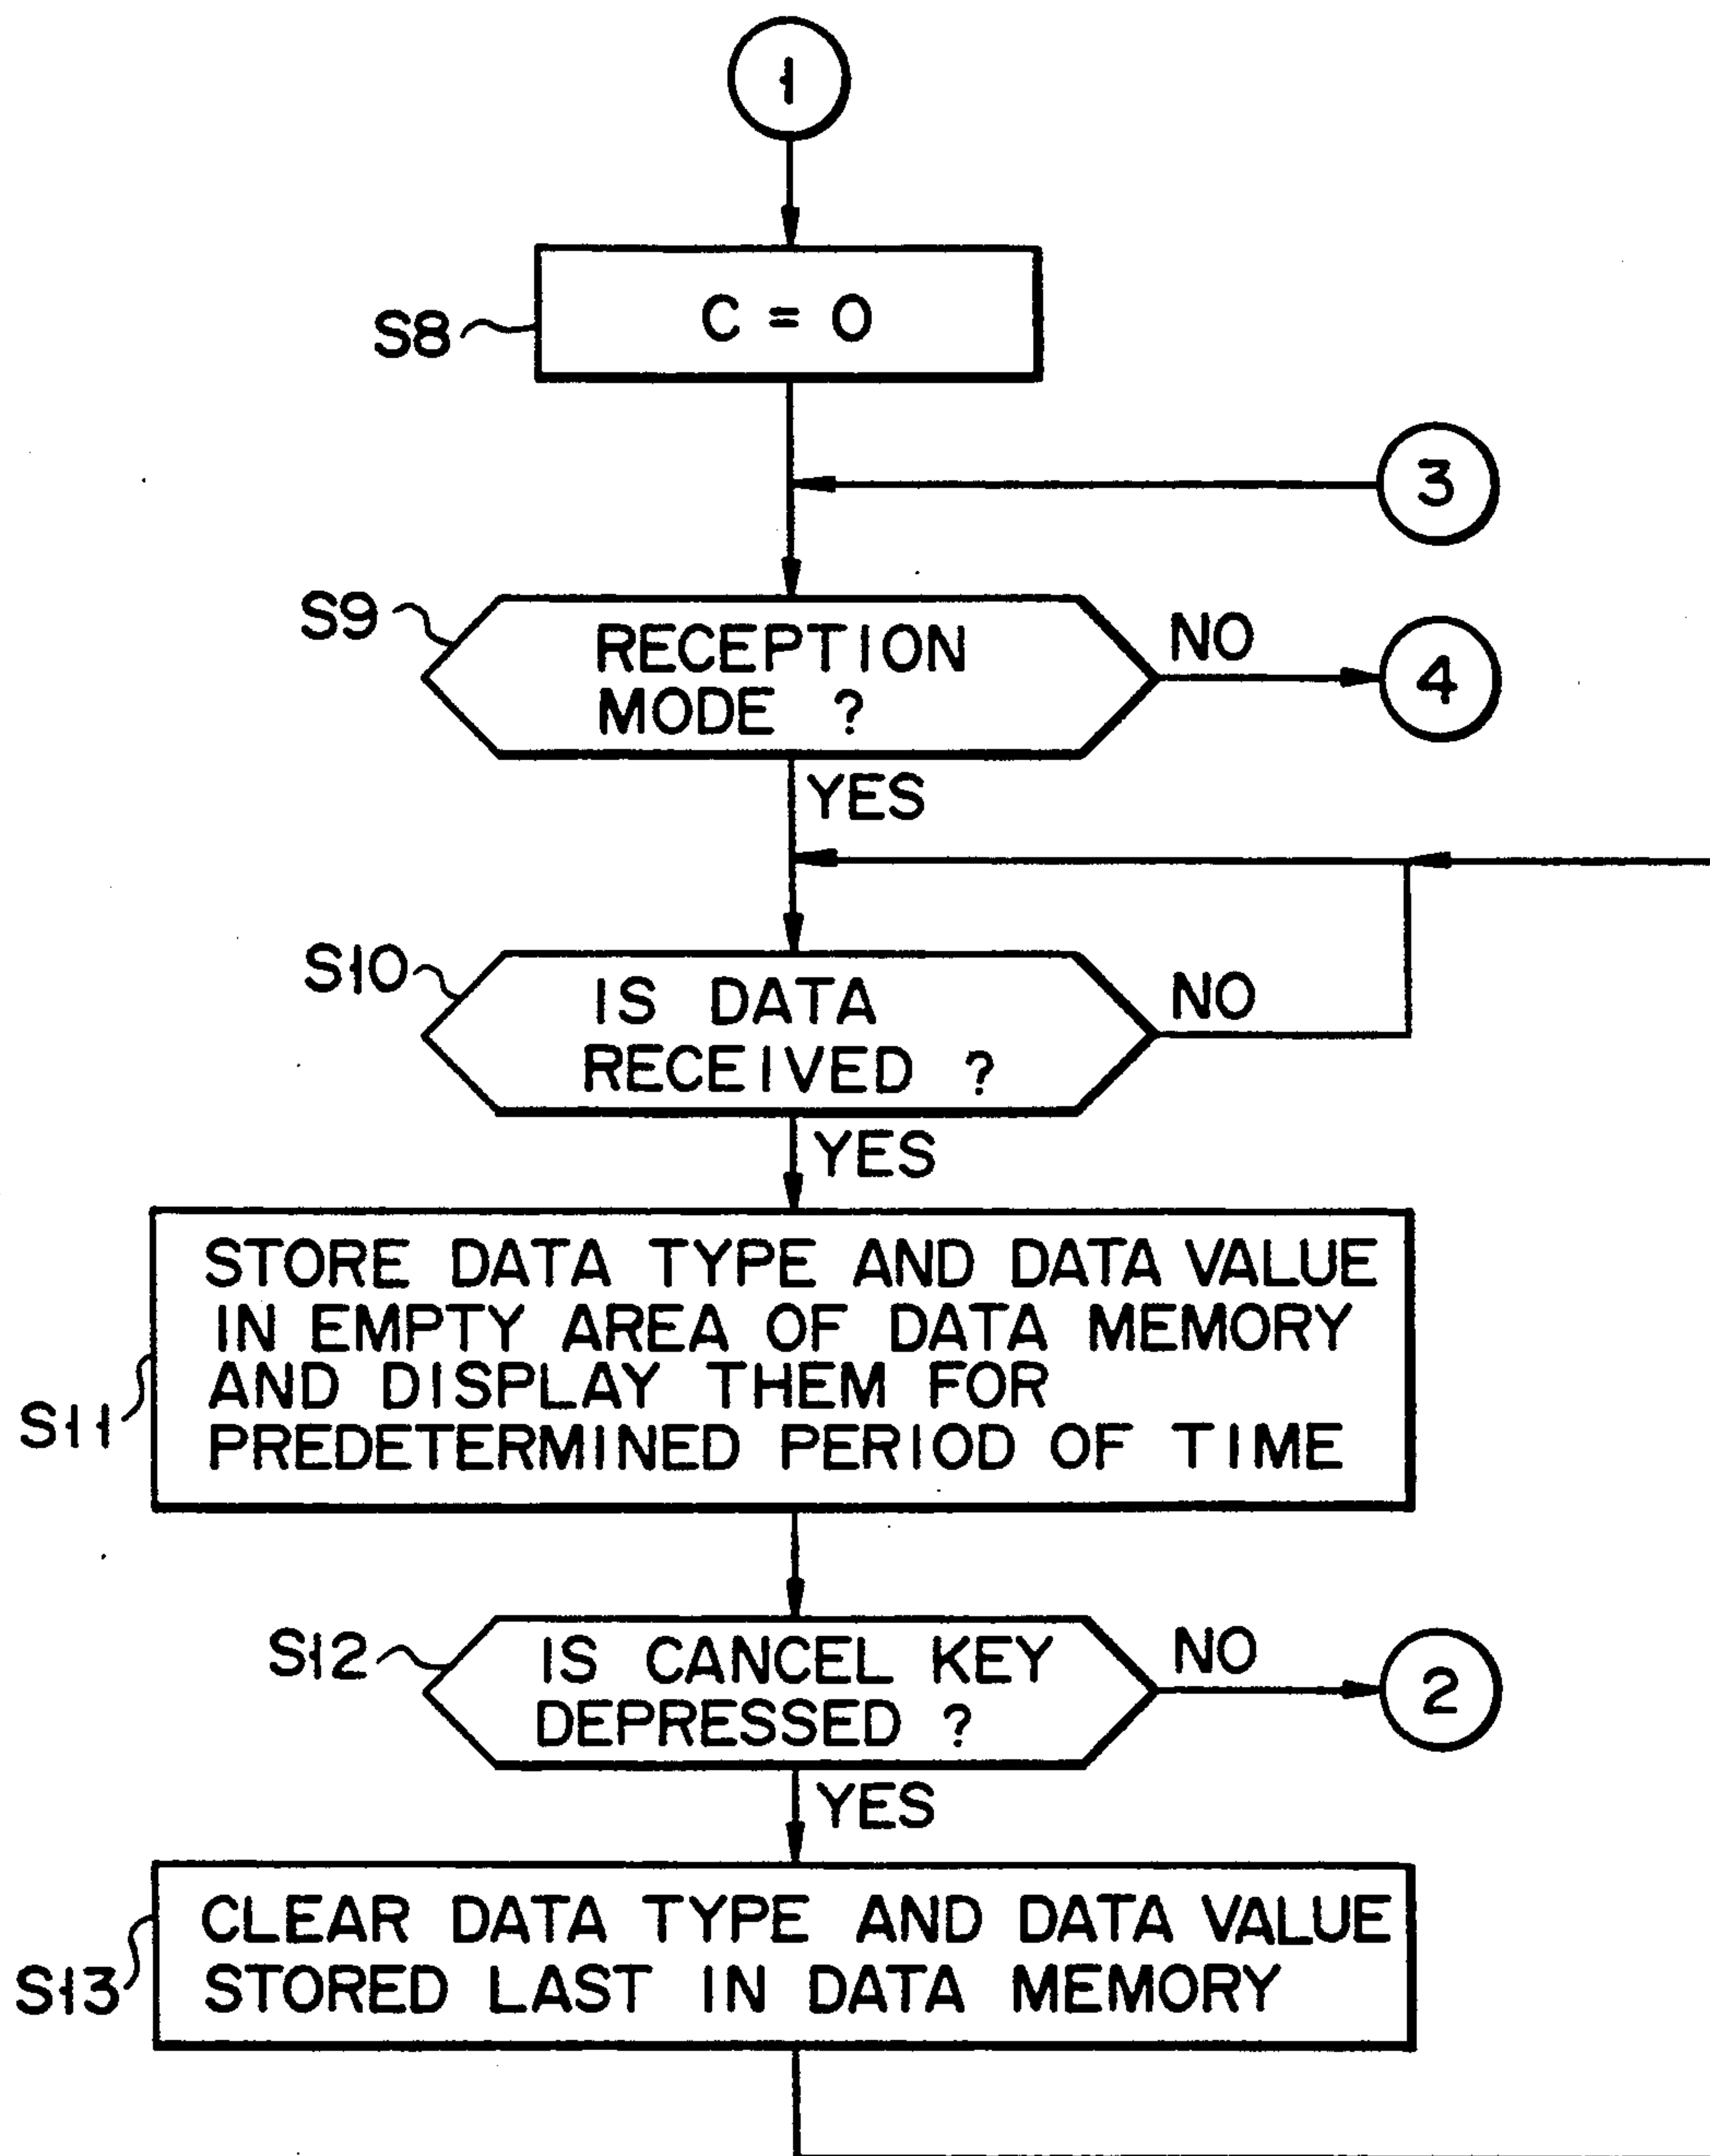 1
S8
C = 0
3
S9
RECEPTION
MODE ?
NO
4
YES
S10
IS DATA
RECEIVED ?
NO
YES
S11
STORE DATA TYPE AND DATA VALUE
IN EMPTY AREA OF DATA MEMORY
AND DISPLAY THEM FOR
PREDETERMINED PERIOD OF TIME
S12
IS CANCEL KEY
DEPRESSED ?
NO
2
YES
S13
CLEAR DATA TYPE AND DATA VALUE
STORED LAST IN DATA MEMORY